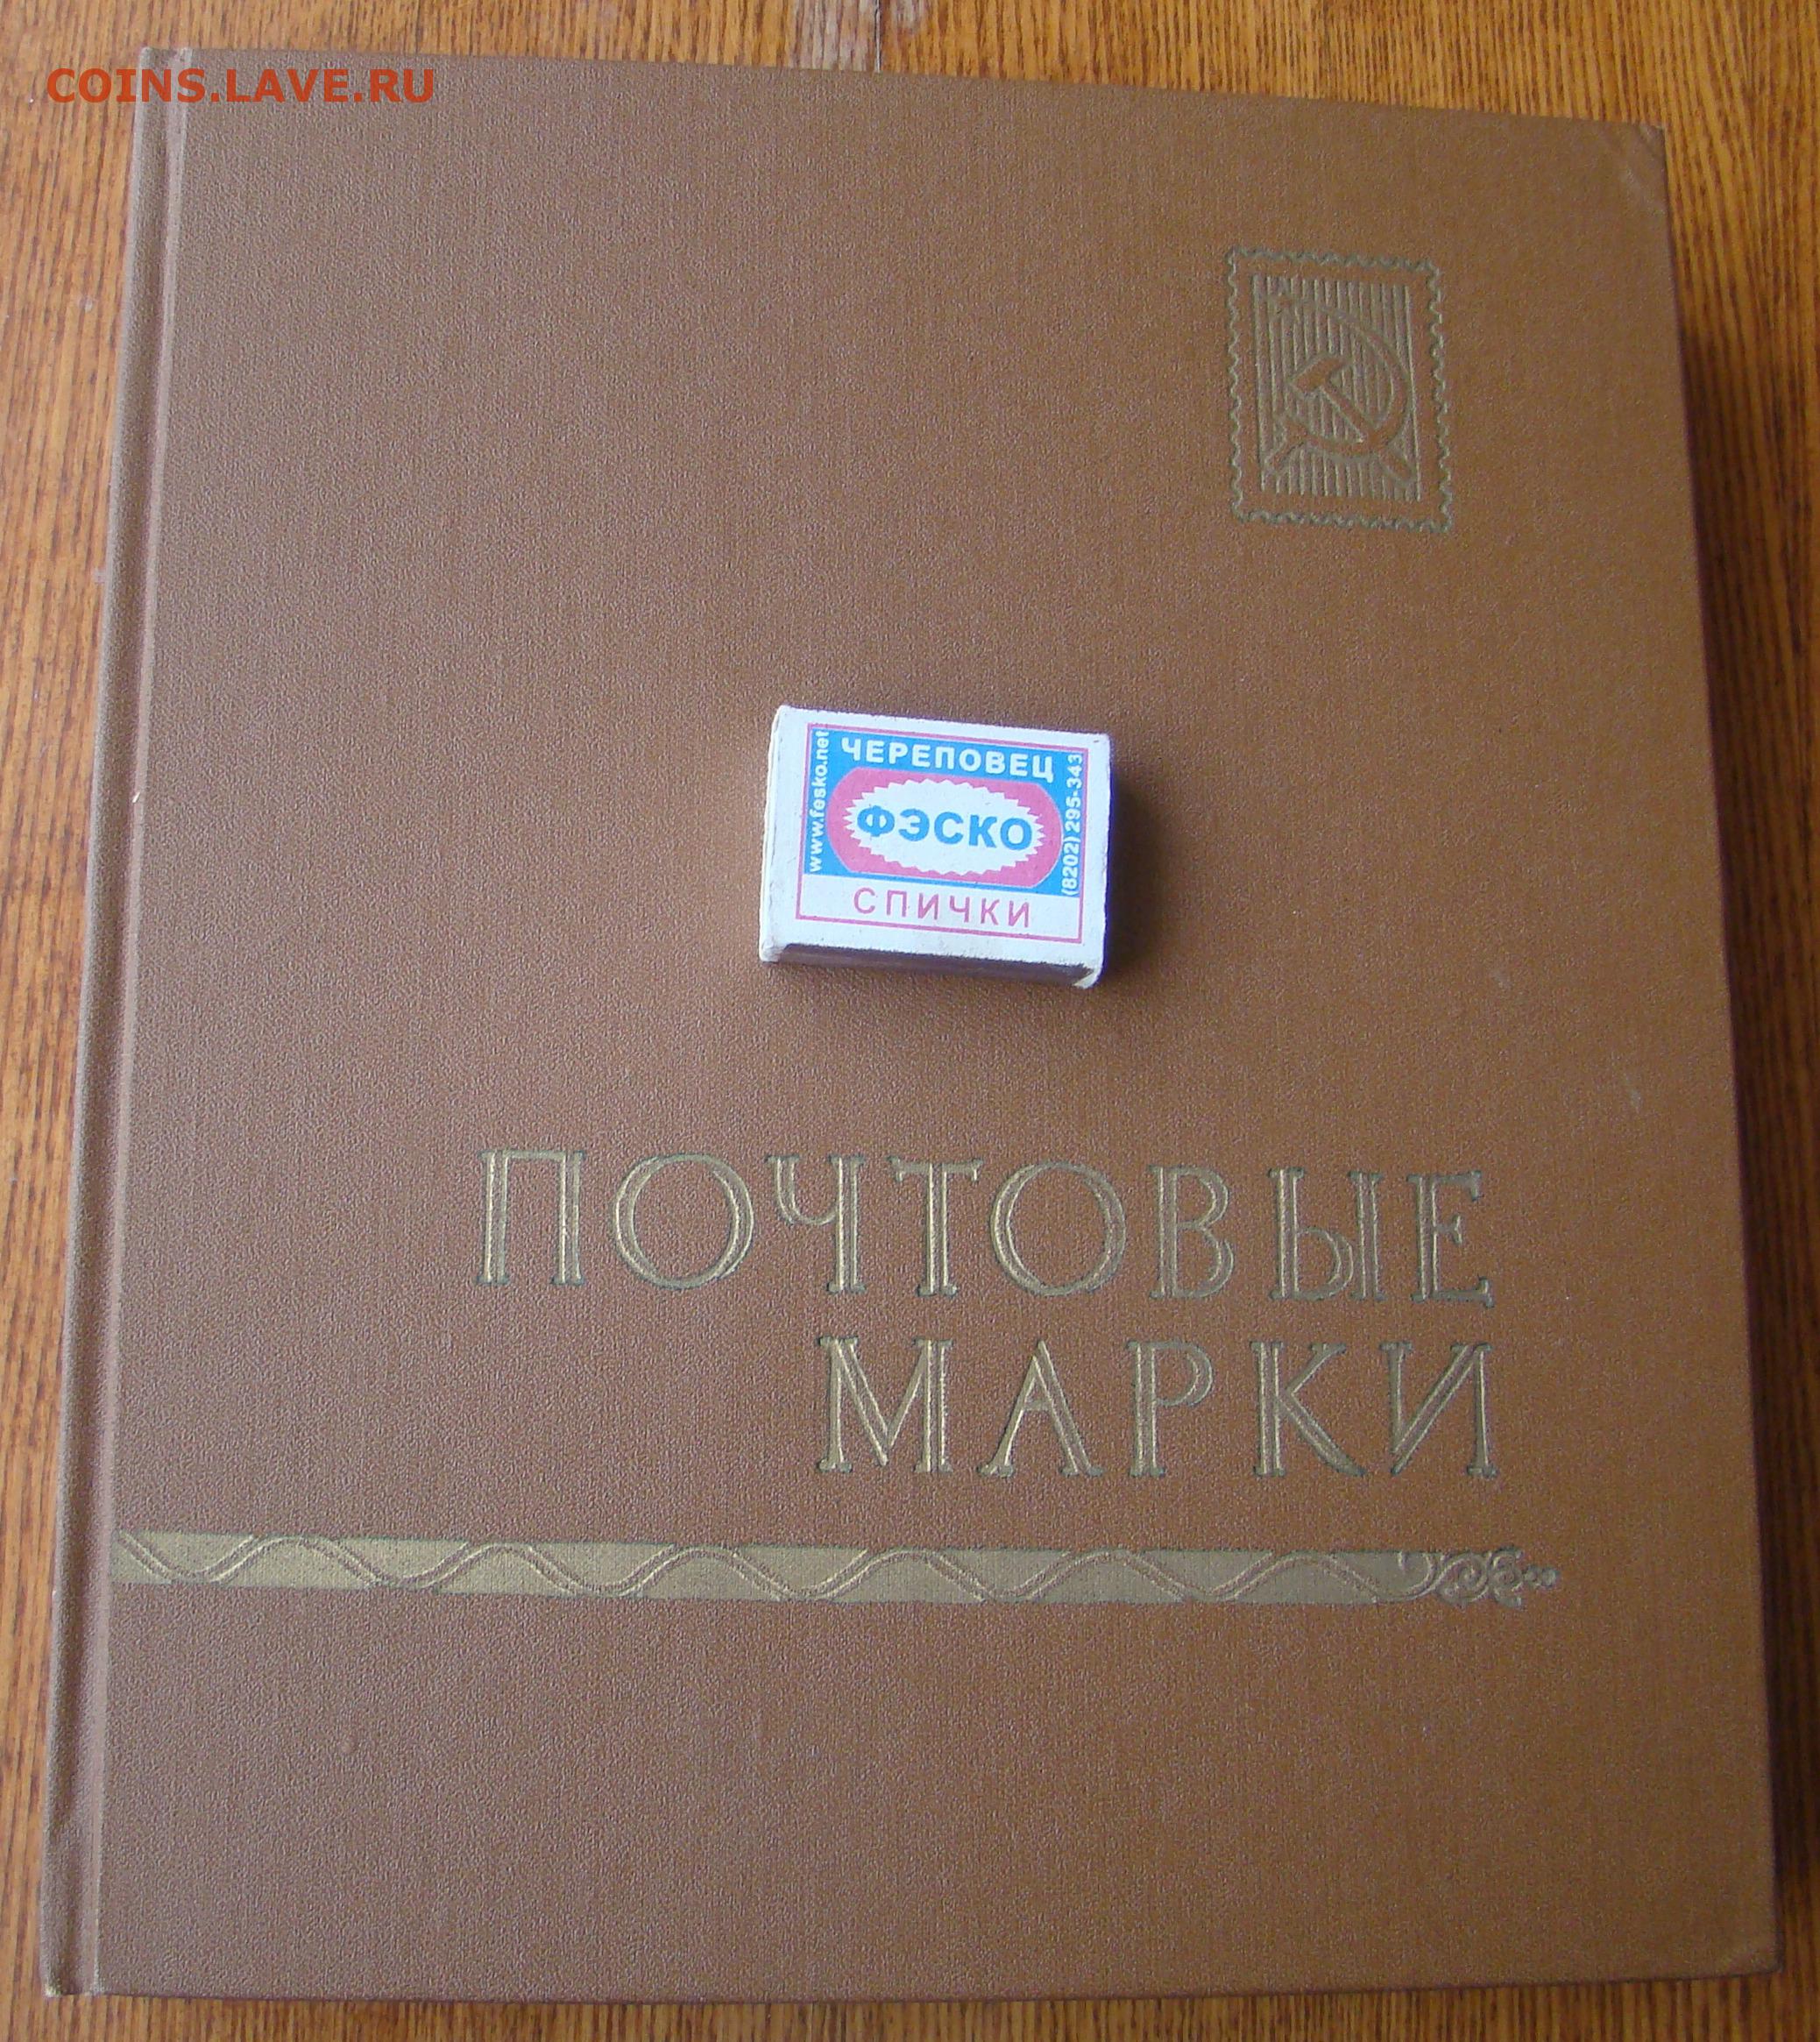 COINS.LAVE.RU
ЧЕРЕПОВЕЦ
www.fesko.net
ФЭСКО
(8202) 295-343
СПИЧКИ
ПОЧТОВЫЕ
МАРКИ